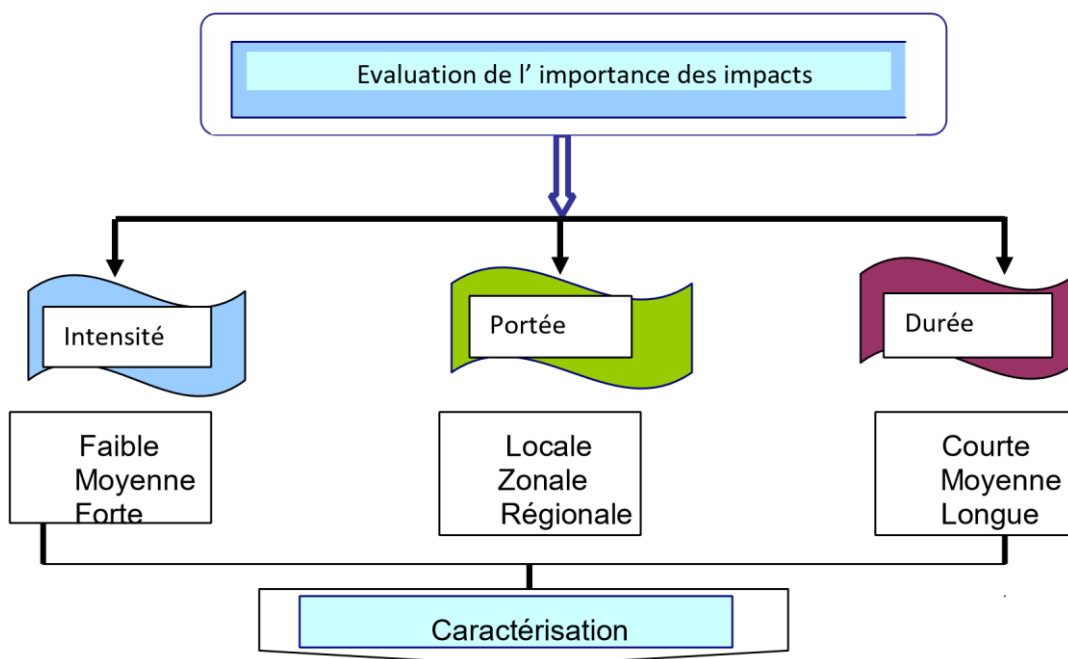 Evaluation de l’ importance des impacts
Intensité
Portée
Durée
Faible
Moyenne
Forte
Locale
Zonale
Régionale
Courte
Moyenne
Longue
Caractérisation